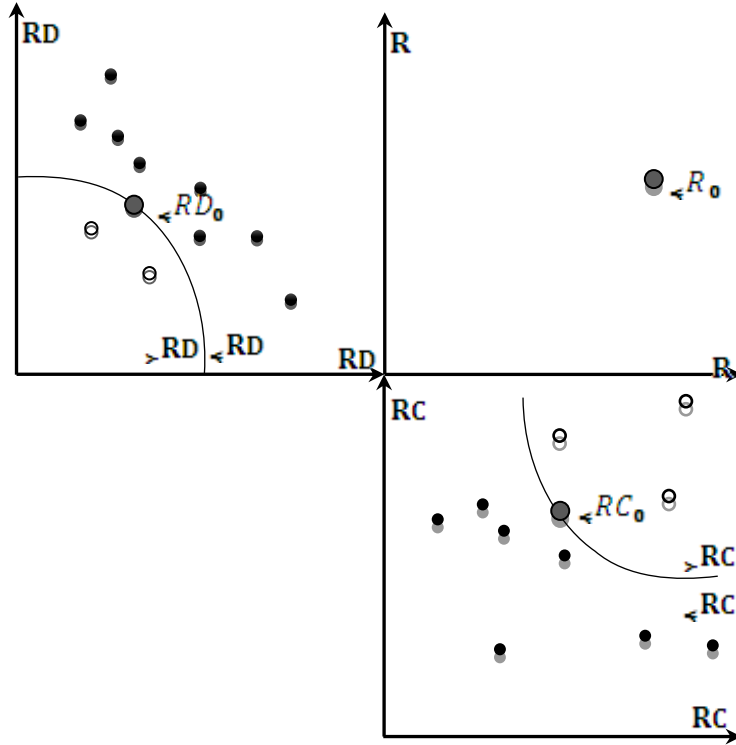 RD
R
≺ RD₀
≺ R₀
≻ RD ≺ RD
RD
R
RC
≺ RC₀
≻ RC
≺ RC
RC